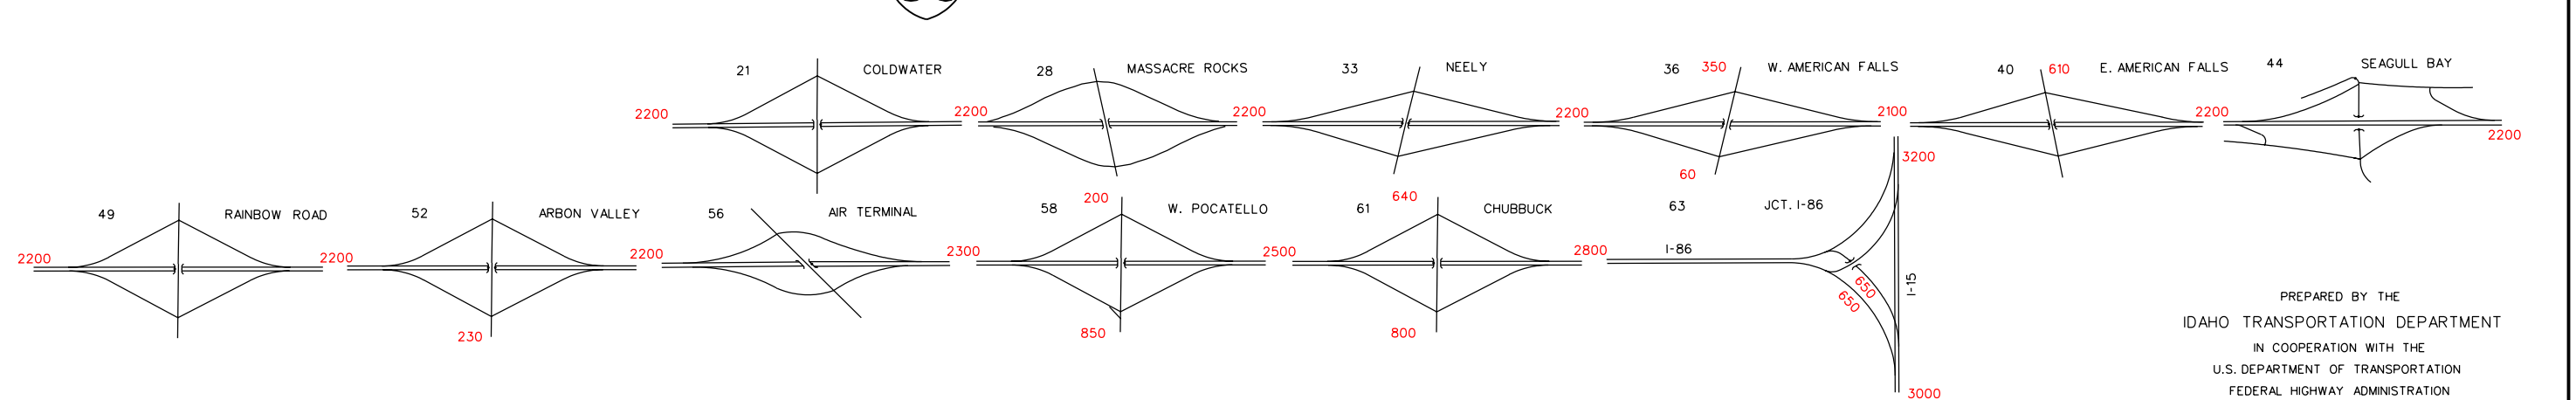 21 COLDWATER 28 MASSACRE ROCKS 33 NEELY 36 350 W. AMERICAN FALLS 40 610 E. AMERICAN FALLS 44 SEAGULL BAY
2200 2200 2200 2200 2100 2200 2200
3200
60
49 RAINBOW ROAD 52 ARBON VALLEY 56 AIR TERMINAL 58 200 W. POCATELLO 61 640 CHUBBUCK 63 JCT. I-86
2200 2200 2200 2300 2500 2800 I-86
650
650
I-15
230 850 800
3000
PREPARED BY THE
IDAHO TRANSPORTATION DEPARTMENT
IN COOPERATION WITH THE
U.S. DEPARTMENT OF TRANSPORTATION
FEDERAL HIGHWAY ADMINISTRATION